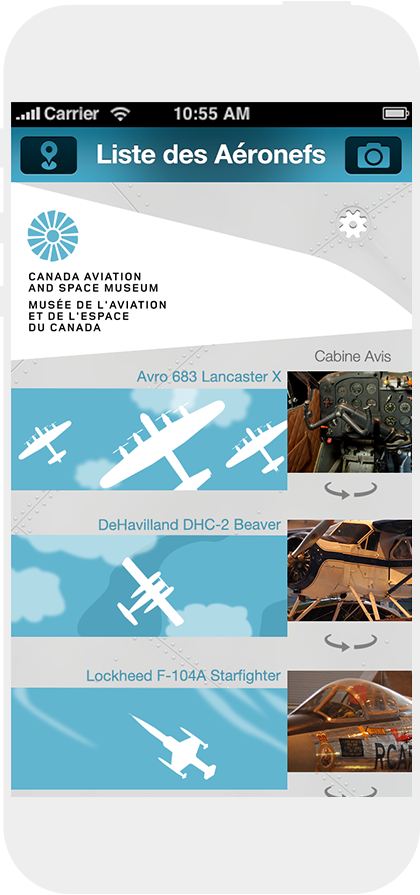 Carrier 10:55 AM
Liste des Aéronefs
CANADA AVIATION
AND SPACE MUSEUM
MUSÉE DE L'AVIATION
ET DE L'ESPACE
DU CANADA
Cabine Avis
Avro 683 Lancaster X
DeHavilland DHC-2 Beaver
Lockheed F-104A Starfighter
RCAF